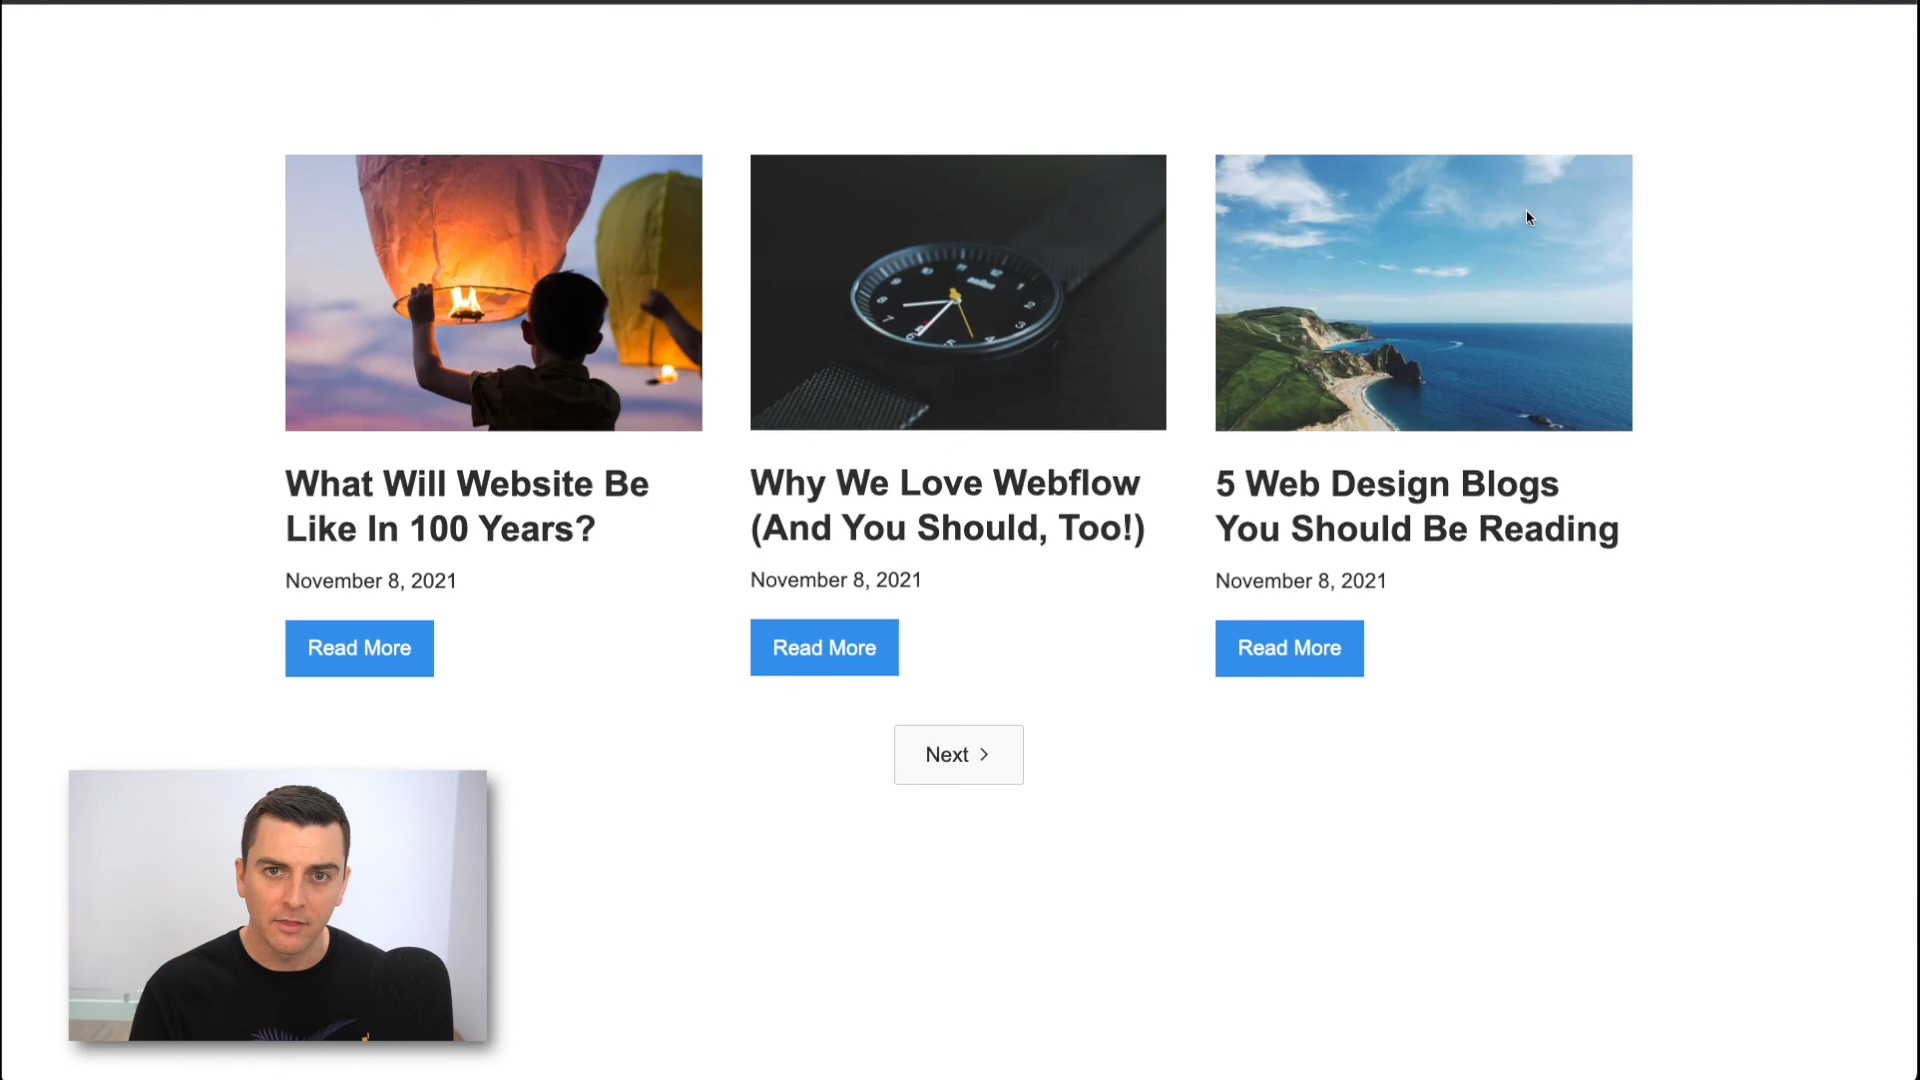 What Will Website Be
Like In 100 Years?
November 8, 2021
Read More
Why We Love Webflow
(And You Should, Too!)
November 8, 2021
Read More
5 Web Design Blogs
You Should Be Reading
November 8, 2021
Read More
Next